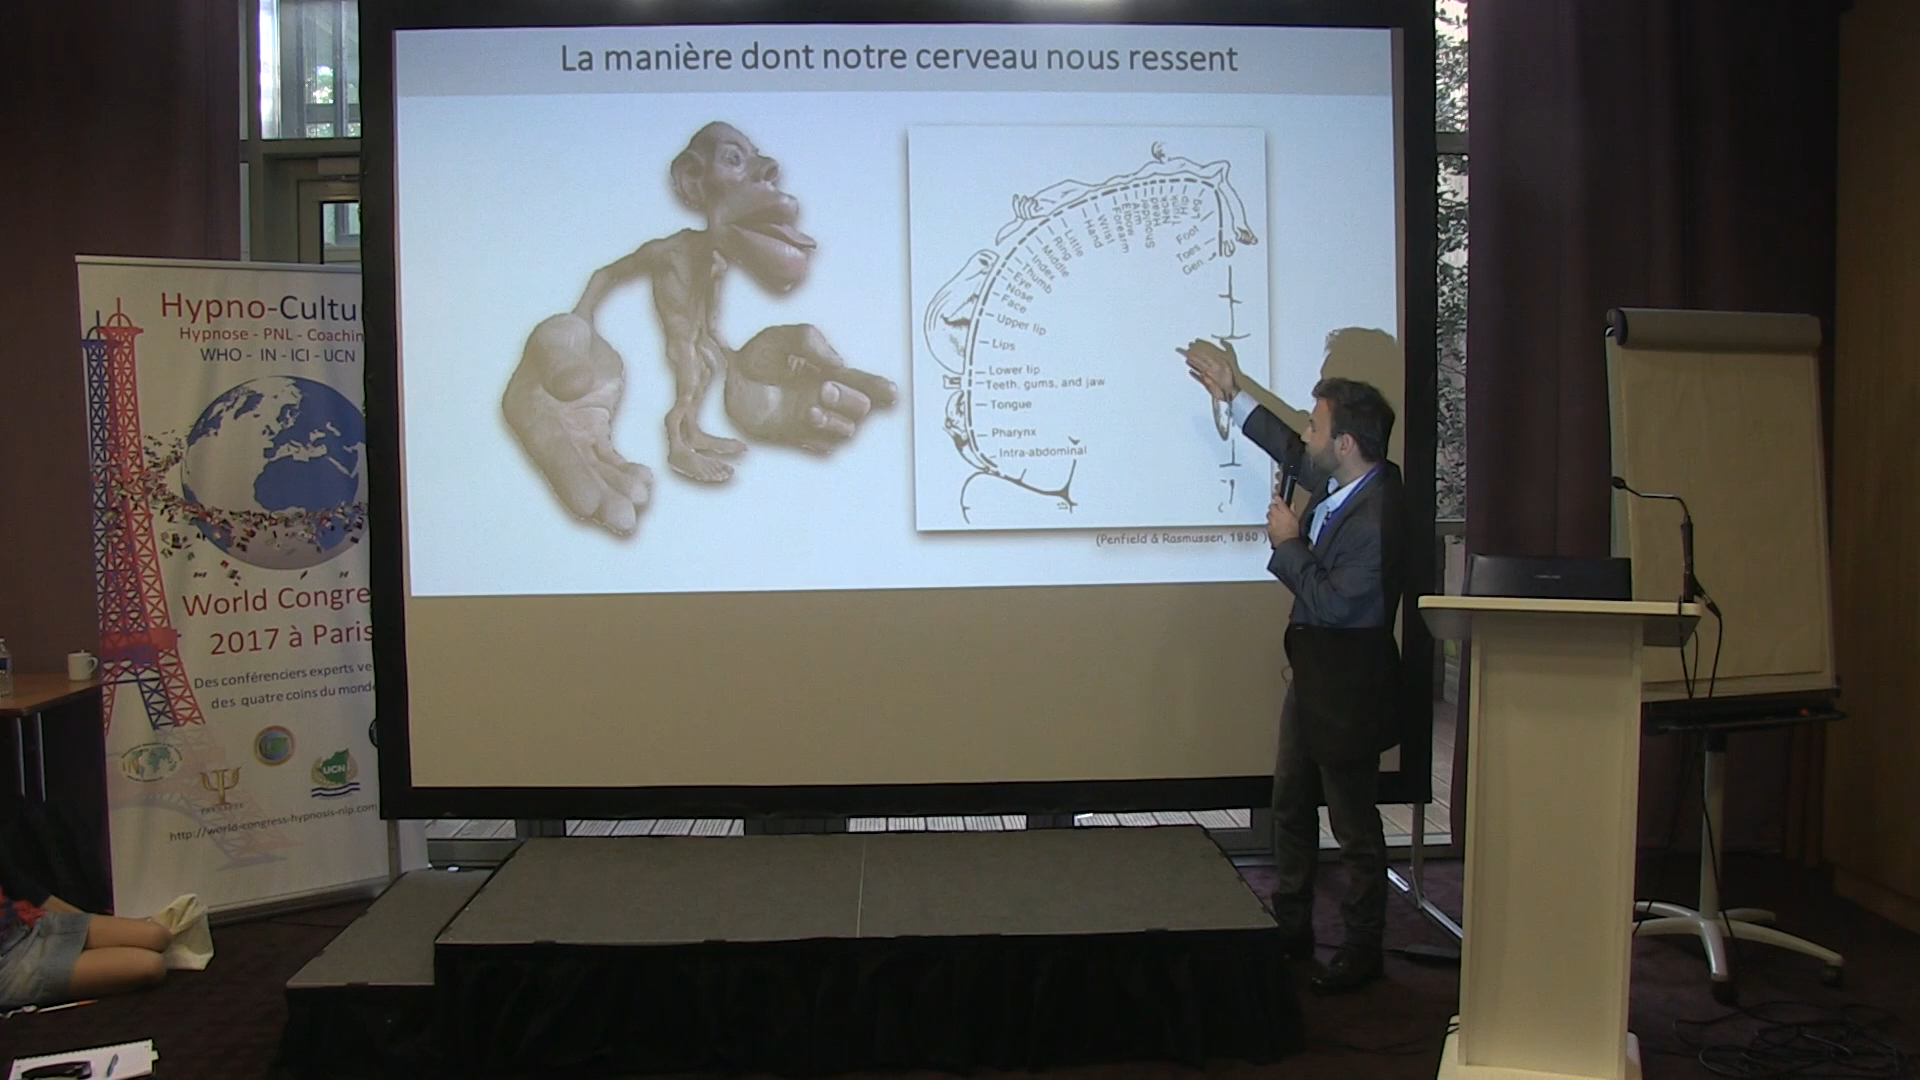 La manière dont notre cerveau nous ressent
Leg
Hip
Trunk
Neck
Head
Shoulder
Arm
Elbow
Forearm
Wrist
Hand
Little
Ring
Middle
Index
Thumb
Eye
Nose
Face
Upper lip
Lips
Lower lip
Teeth, gums, and jaw
Tongue
Pharynx
Intra-abdominal
Foot
Toes
Gen
(Penfield & Rasmussen, 1950)
Hypno-Cultu
Hypnose - PNL - Coachin
WHO - IN - ICI - UCN
World Congre
2017 à Paris
Des conférenciers experts ve
des quatre coins du monde
UCN
http://world-congress-hypnosis-nlp.com